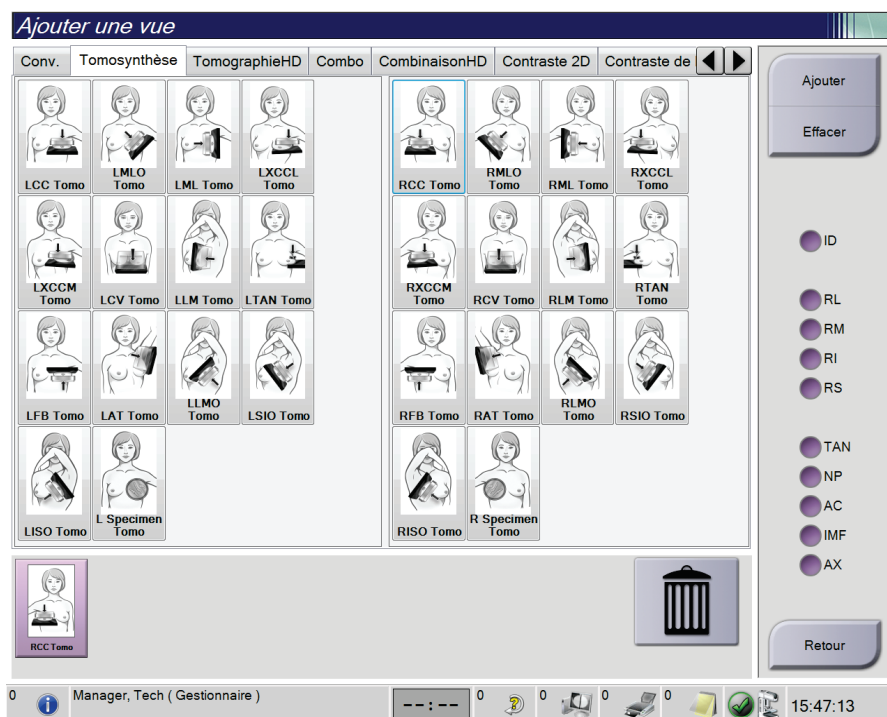 Ajouter une vue
Conv. Tomosynthèse TomographieHD Combo CombinaisonHD Contraste 2D Contraste de
LCC Tomo
LMLO
Tomo
LML Tomo
LXCCL
Tomo
RCC Tomo
RMLO
Tomo
RML Tomo
RXCCL
Tomo
LXCCM
Tomo
LCV Tomo
LLM Tomo
LTAN Tomo
RXCCM
Tomo
RCV Tomo
RLM Tomo
RTAN
Tomo
LFB Tomo
LAT Tomo
LLMO
Tomo
LSIO Tomo
RFB Tomo
RAT Tomo
RLMO
Tomo
RSIO Tomo
LISO Tomo
L Specimen
Tomo
RISO Tomo
R Specimen
Tomo
RCC Tomo
Ajouter
Effacer
ID
RL
RM
RI
RS
TAN
NP
AC
IMF
AX
Retour
0 Manager, Tech ( Gestionnaire ) --:-- 0 0 0 0 15:47:13